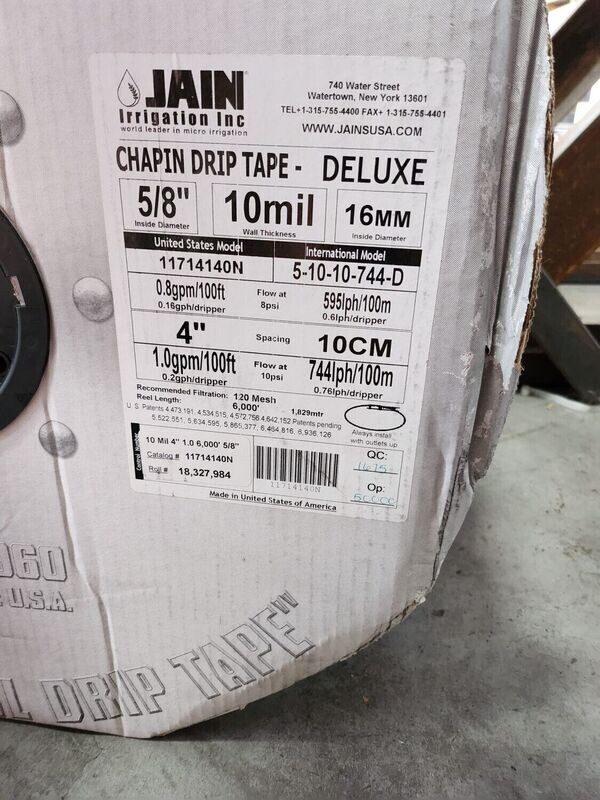 JAIN
Irrigation Inc
world leader in micro irrigation
740 Water Street
Watertown, New York 13601
TEL+1-315-755-4400 FAX+ 1-315-755-4401
WWW.JAINSUSA.COM
CHAPIN DRIP TAPE - DELUXE
5/8" 10mil 16MM
Inside Diameter Wall Thickness Inside Diameter
United States Model International Model
11714140N 5-10-10-744-D
0.8gpm/100ft Flow at 595lph/100m
0.16gph/dripper 8psi 0.6lph/dripper
4" Spacing 10CM
1.0gpm/100ft Flow at 744lph/100m
0.2gph/dripper 10psi 0.76lph/dripper
Recommended Filtration: 120 Mesh
Reel Length: 6,000' 1,829mtr
U.S. Patents 4,473,191, 4,534,515, 4,572,756 4,642,152 Patents pending
5,522,551, 5,634,595, 5,865,377, 6,464,816, 6,936,126
Always install
with outlets up
Control Number
10 Mil 4" 1.0 6,000' 5/8"
Catalog # 11714140N
Roll # 18,327,984
11714140N
QC:
Op:
Made in United States of America
960
U.S.A.
DRIP TAPE